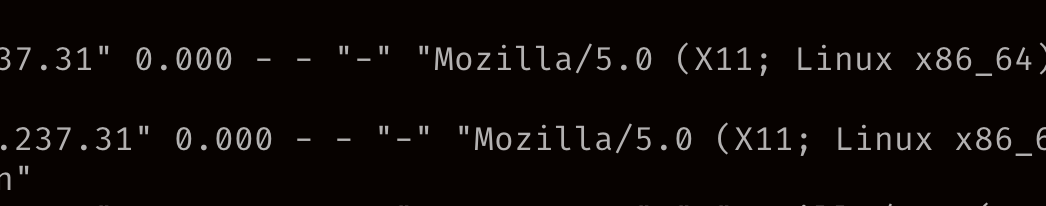 37.31" 0.000 - - "-" "Mozilla/5.0 (X11; Linux x86_64)
.237.31" 0.000 - - "-" "Mozilla/5.0 (X11; Linux x86_6
n"